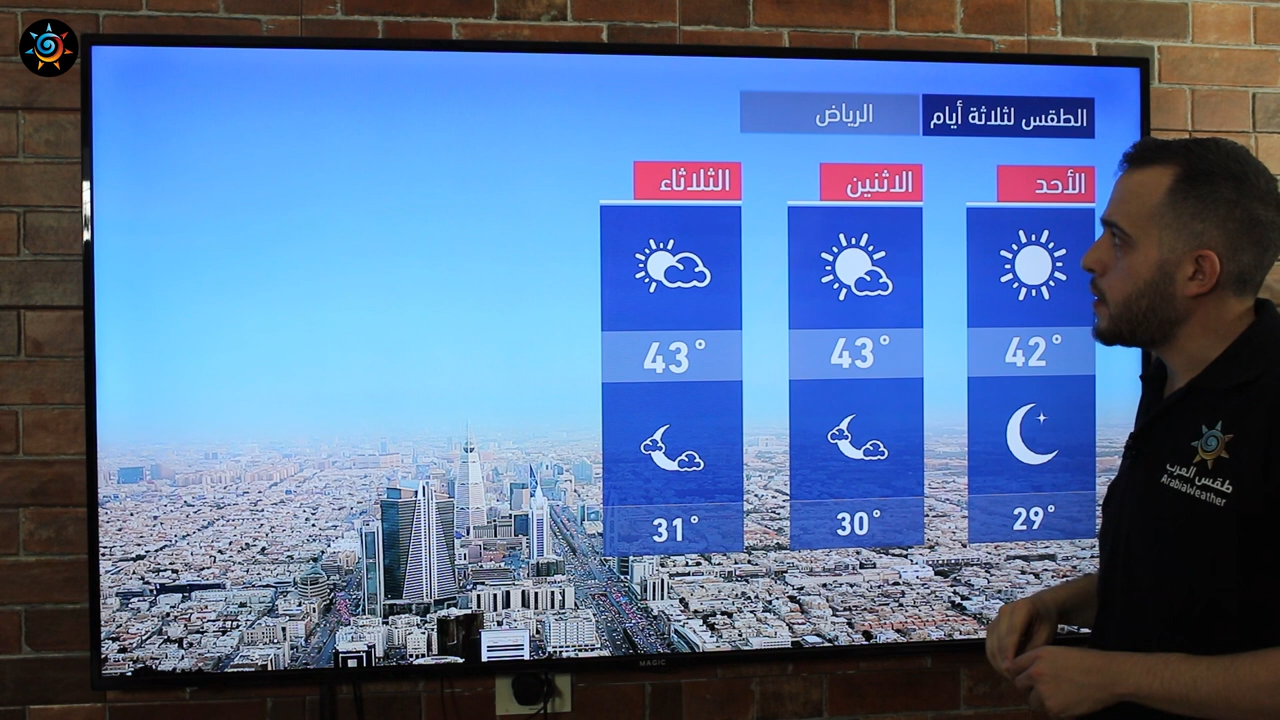 الطقس لثلاثة أيام
الرياض
الأحد
الاثنين
الثلاثاء
42°
43°
43°
29°
30°
31°
طقس العرب
ArabiaWeather
MAGIC